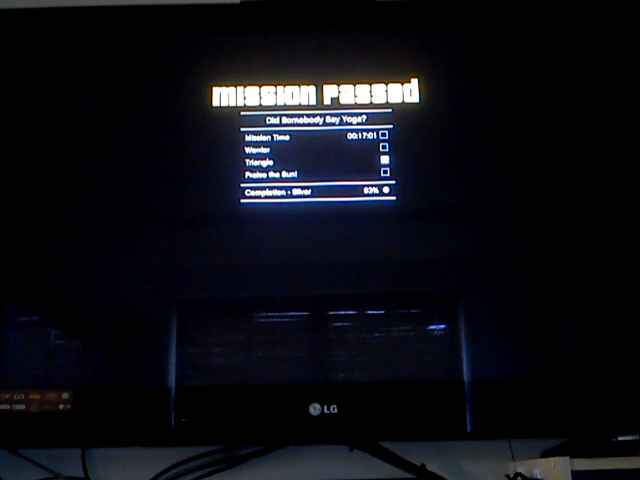 mission passed
Did Somebody Say Yoga?
Mission Time 00:17:01
Warrior
Triangle
Praise the Sun!
Completion - Silver 83%
LG